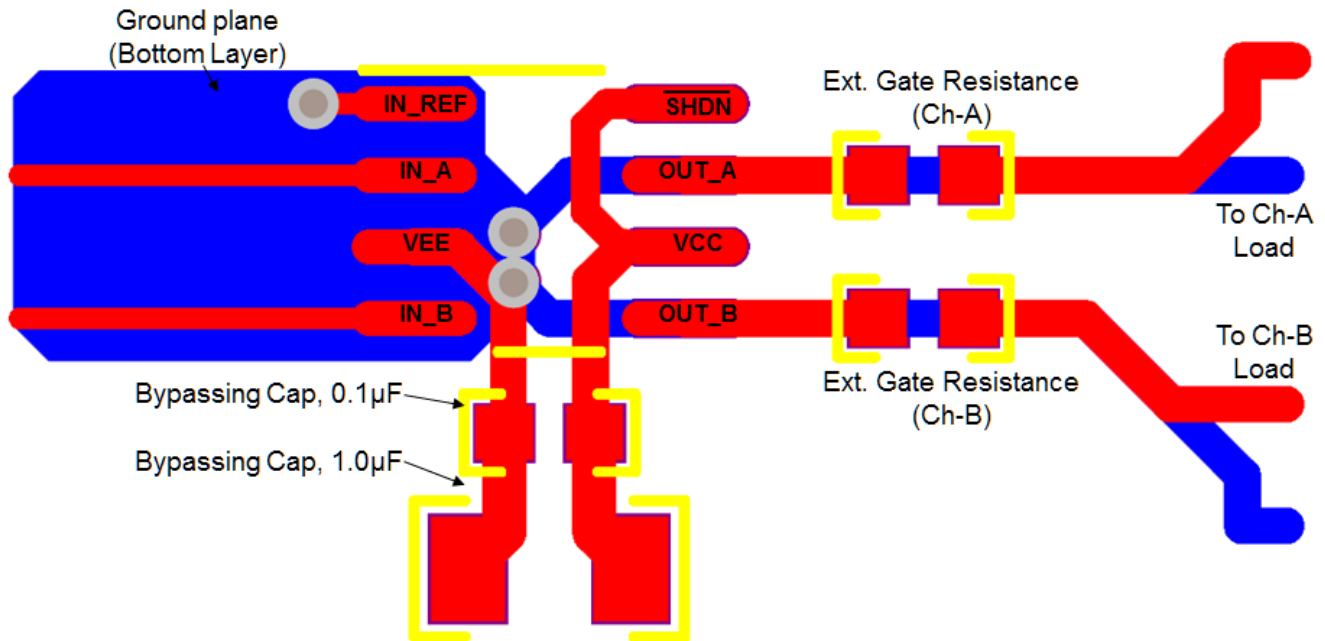 Ground plane
(Bottom Layer)
IN_REF
SHDN
Ext. Gate Resistance
(Ch-A)
IN_A
OUT_A
To Ch-A
Load
VEE
VCC
IN_B
OUT_B
To Ch-B
Load
Ext. Gate Resistance
(Ch-B)
Bypassing Cap, 0.1µF
Bypassing Cap, 1.0µF